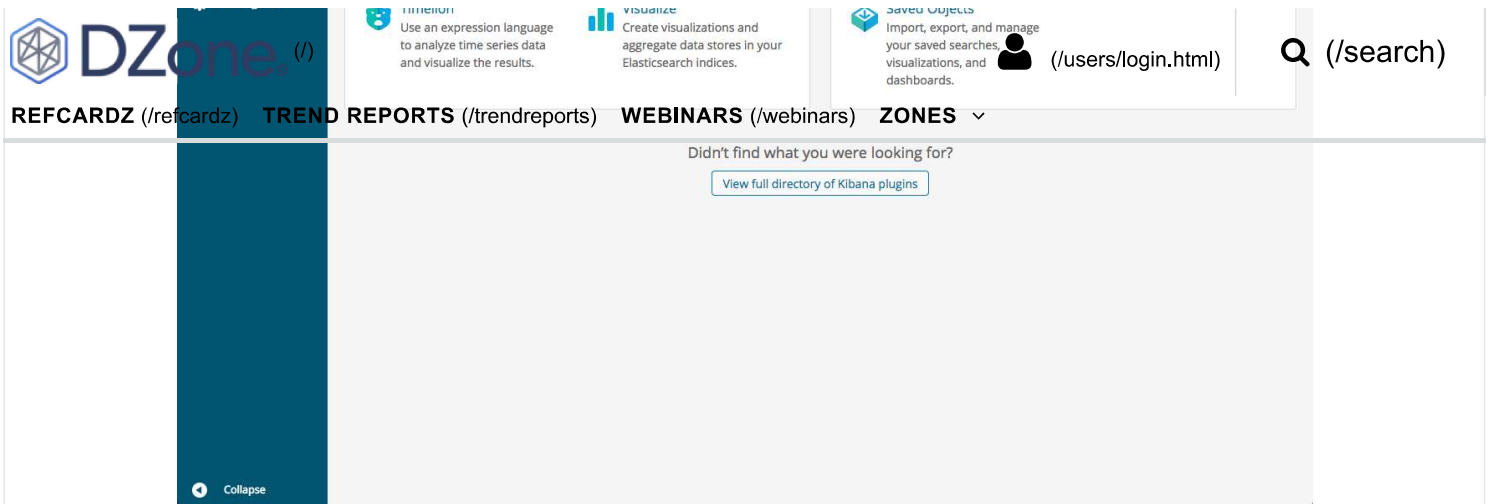 Timelion
Use an expression language
to analyze time series data
and visualize the results.
Visualize
Create visualizations and
aggregate data stores in your
Elasticsearch indices.
Saved Objects
Import, export, and manage
your saved searches,
visualizations, and
dashboards.
DZone. (/)
(/users/login.html)
(/search)
REFCARDZ (/refcardz) TREND REPORTS (/trendreports) WEBINARS (/webinars) ZONES
Didn't find what you were looking for?
View full directory of Kibana plugins
Collapse